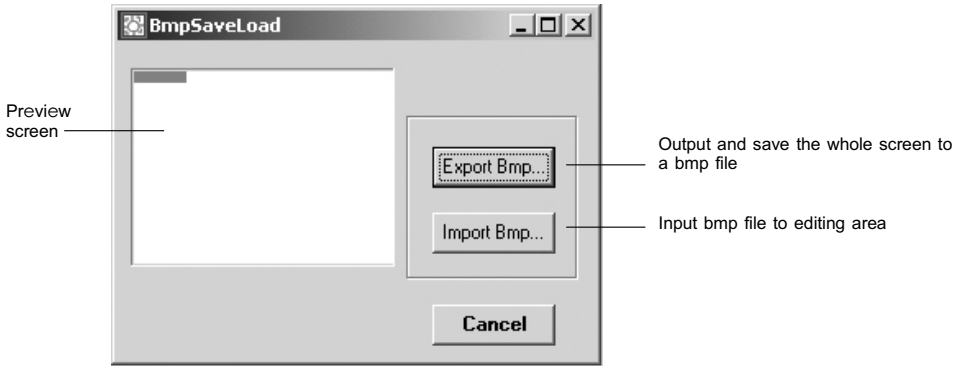 BmpSaveLoad
Preview
screen
Export Bmp...
Output and save the whole screen to
a bmp file
Import Bmp...
Input bmp file to editing area
Cancel